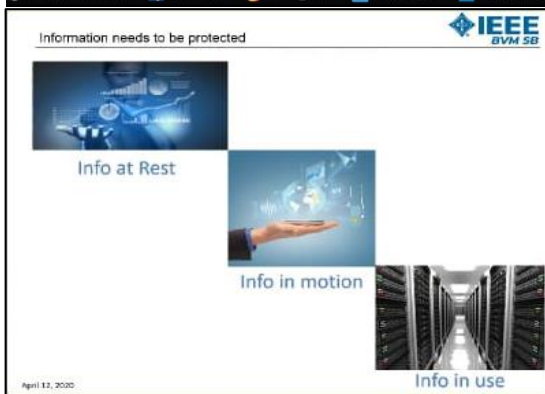 Information needs to be protected
IEEE
BVM SB
Info at Rest
Info in motion
Info in use
April 12, 2020